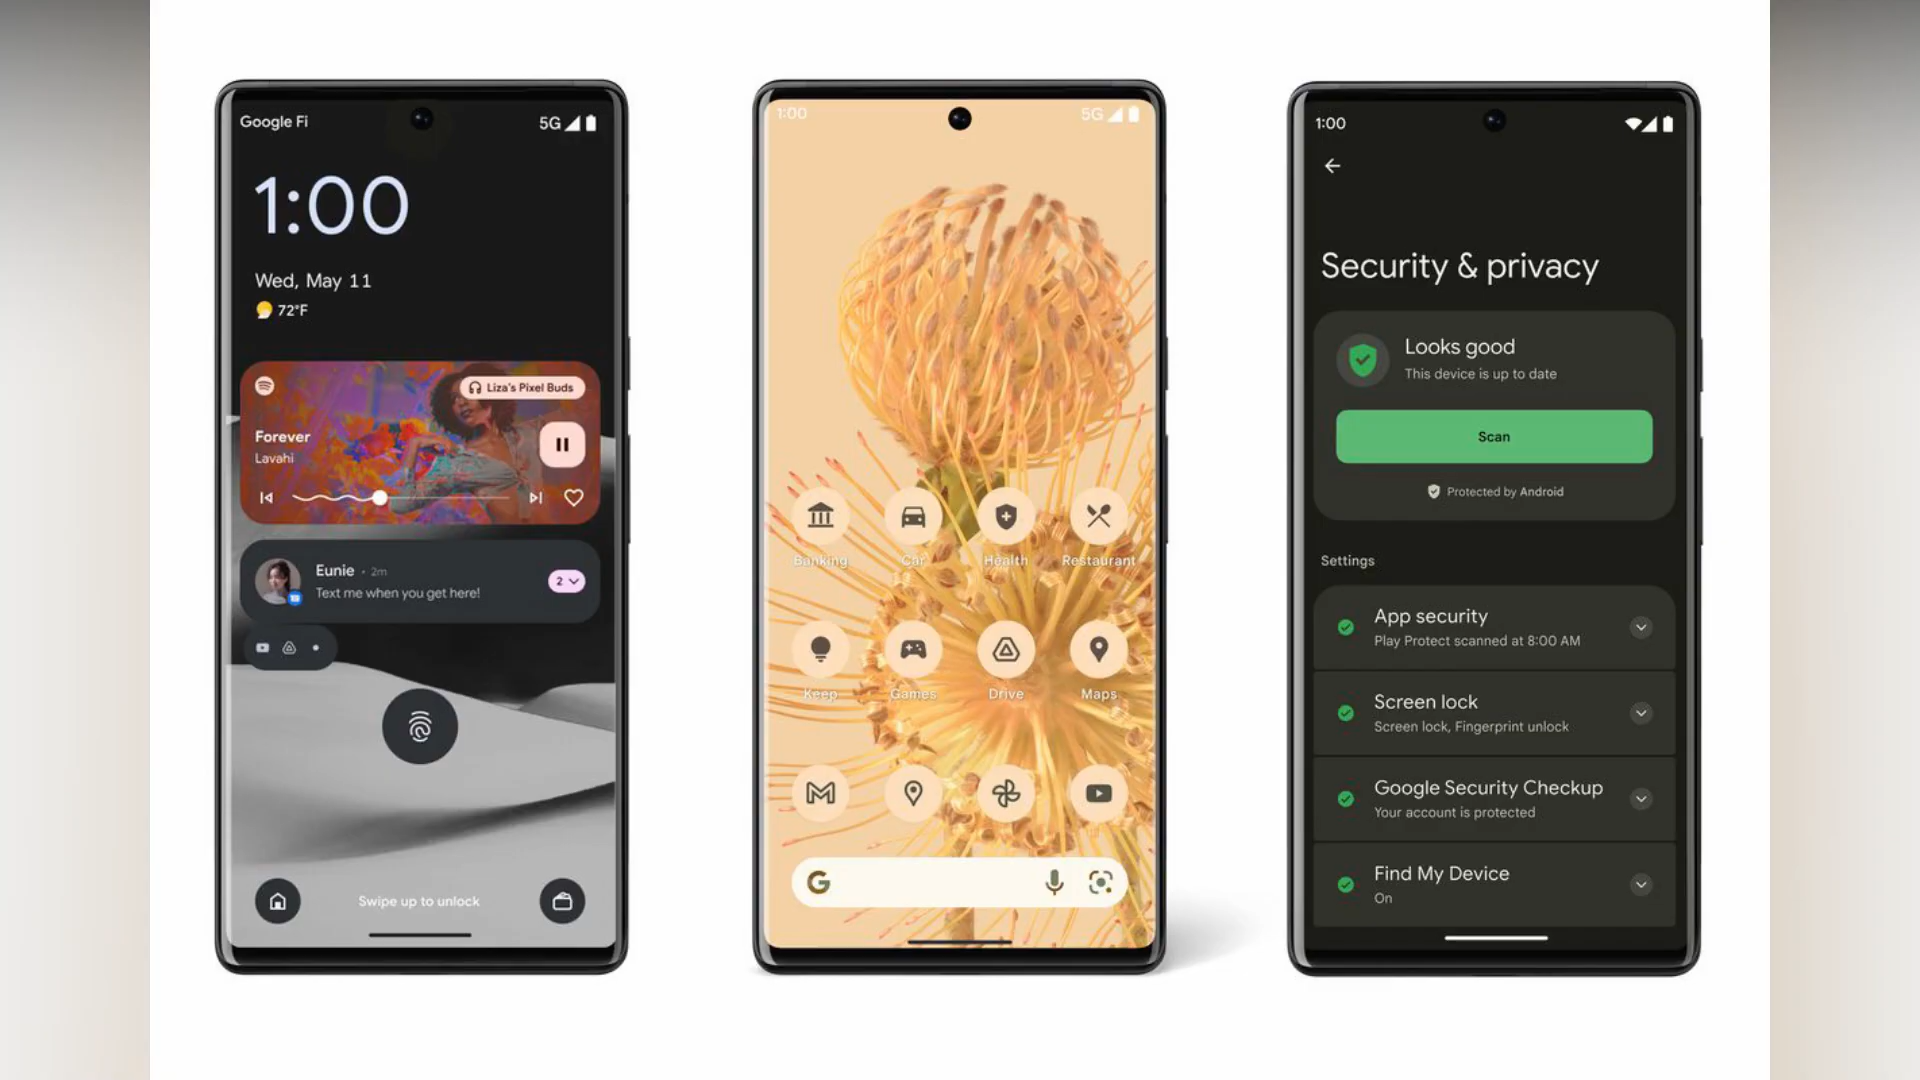 Google Fi
5G
1:00
Wed, May 11
72°F
Liza's Pixel Buds
Forever
Lavahi
Eunie • 2m
2
Text me when you get here!
Swipe up to unlock
1:00
5G
Banking
Car
Health
Restaurant
Keep
Games
Drive
Maps
G
1:00
Security & privacy
Looks good
This device is up to date
Scan
Protected by Android
Settings
App security
Play Protect scanned at 8:00 AM
Screen lock
Screen lock, Fingerprint unlock
Google Security Checkup
Your account is protected
Find My Device
On